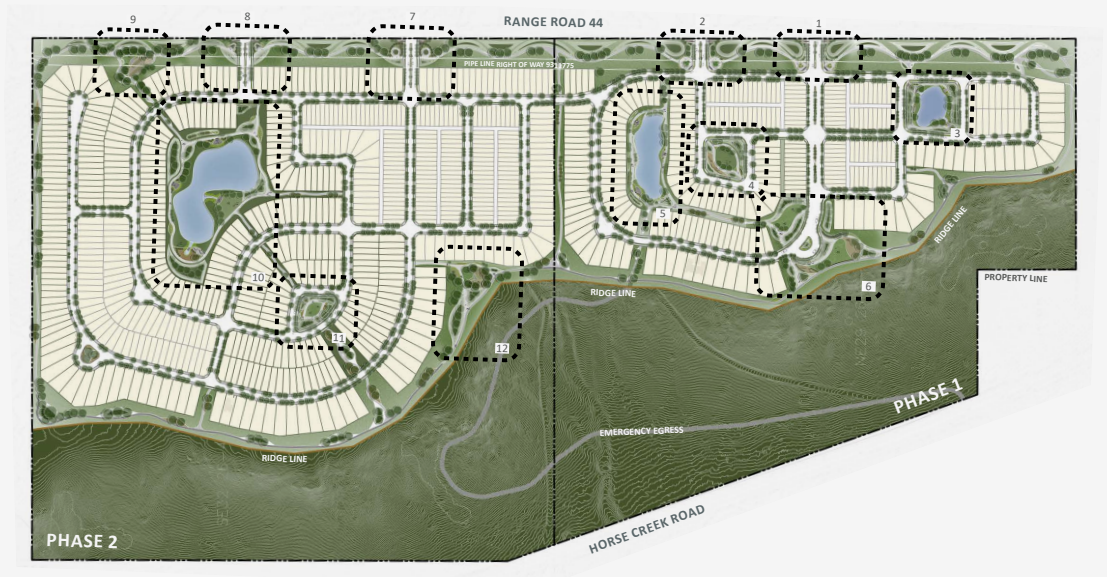 RANGE ROAD 44
9
8
7
2
1
PIPE LINE RIGHT OF WAY
3
4
5
RIDGE LINE
10
PROPERTY LINE
6
RIDGE LINE
11
12
PHASE 1
EMERGENCY EGRESS
RIDGE LINE
HORSE CREEK ROAD
PHASE 2